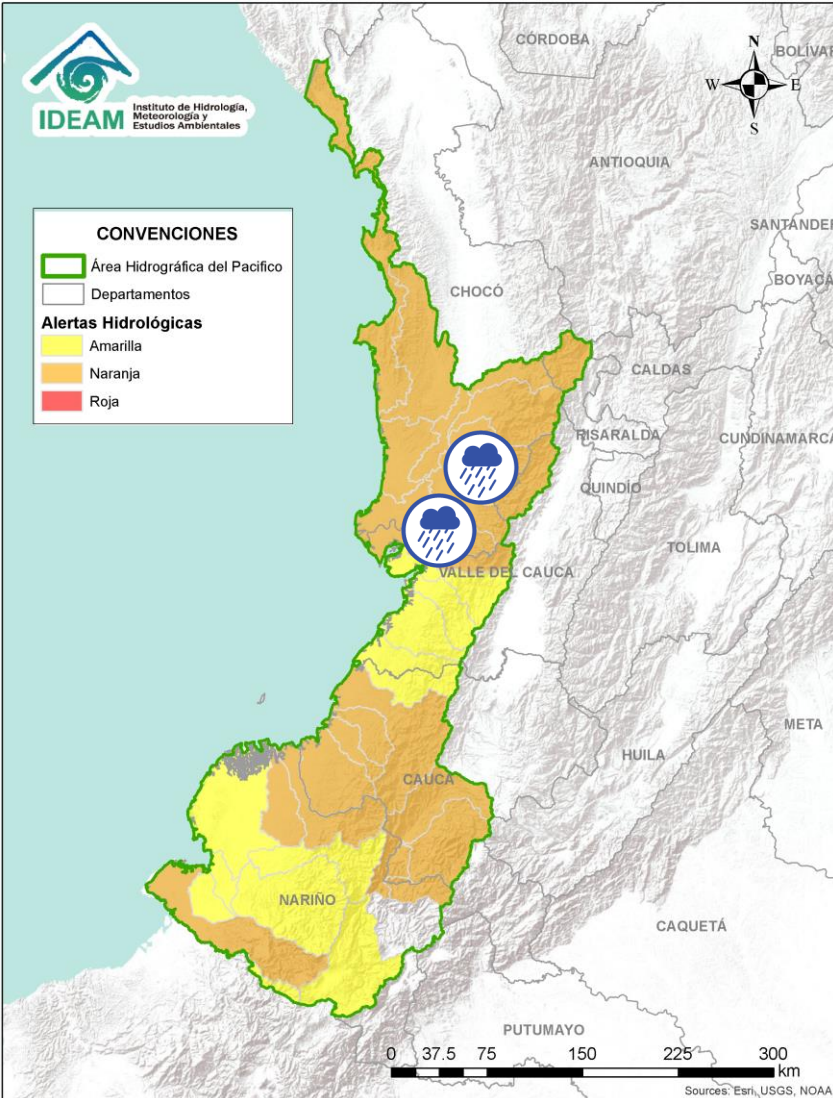 IDEAM
Instituto de Hidrología,
Meteorología y
Estudios Ambientales
CÓRDOBA
BOLÍVAR
N
W
E
S
ANTIOQUIA
SANTANDER
BOYACÁ
CONVENCIONES
Área Hidrográfica del Pacifico
Departamentos
Alertas Hidrológicas
Amarilla
Naranja
Roja
CHOCÓ
CALDAS
RISARALDA
CUNDINAMARCA
QUINDÍO
TOLIMA
VALLE DEL CAUCA
META
HUILA
CAUCA
NARIÑO
CAQUETÁ
PUTUMAYO
0 37.5 75 150 225 300
km
Sources: Esri, USGS, NOAA